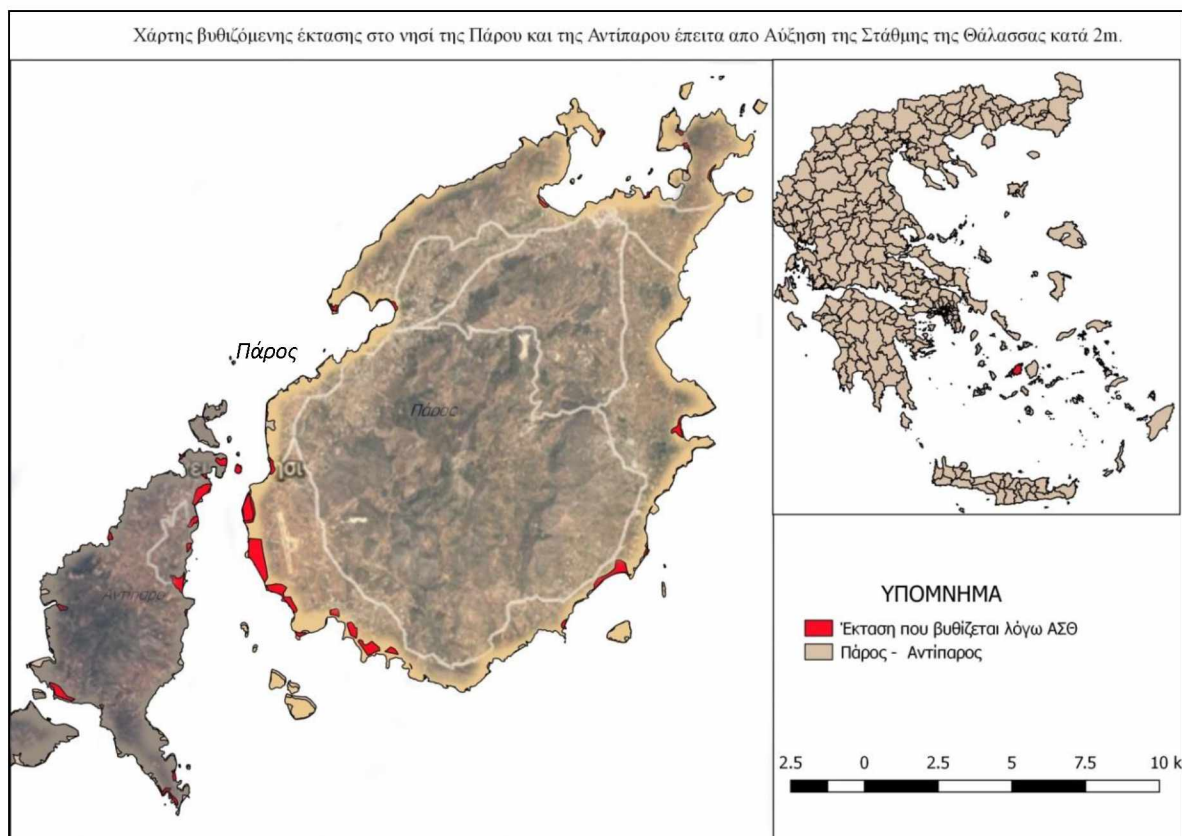 Χάρτης βυθιζόμενης έκτασης στο νησί της Πάρου και της Αντίπαρου έπειτα απο Αύξηση της Στάθμης της Θάλασσας κατά 2m.
Πάρος
Πάρος
ΥΠΟΜΝΗΜΑ
Έκταση που βυθίζεται λόγω ΑΣΘ
Πάρος - Αντίπαρος
2.5 0 2.5 5 7.5 10 k